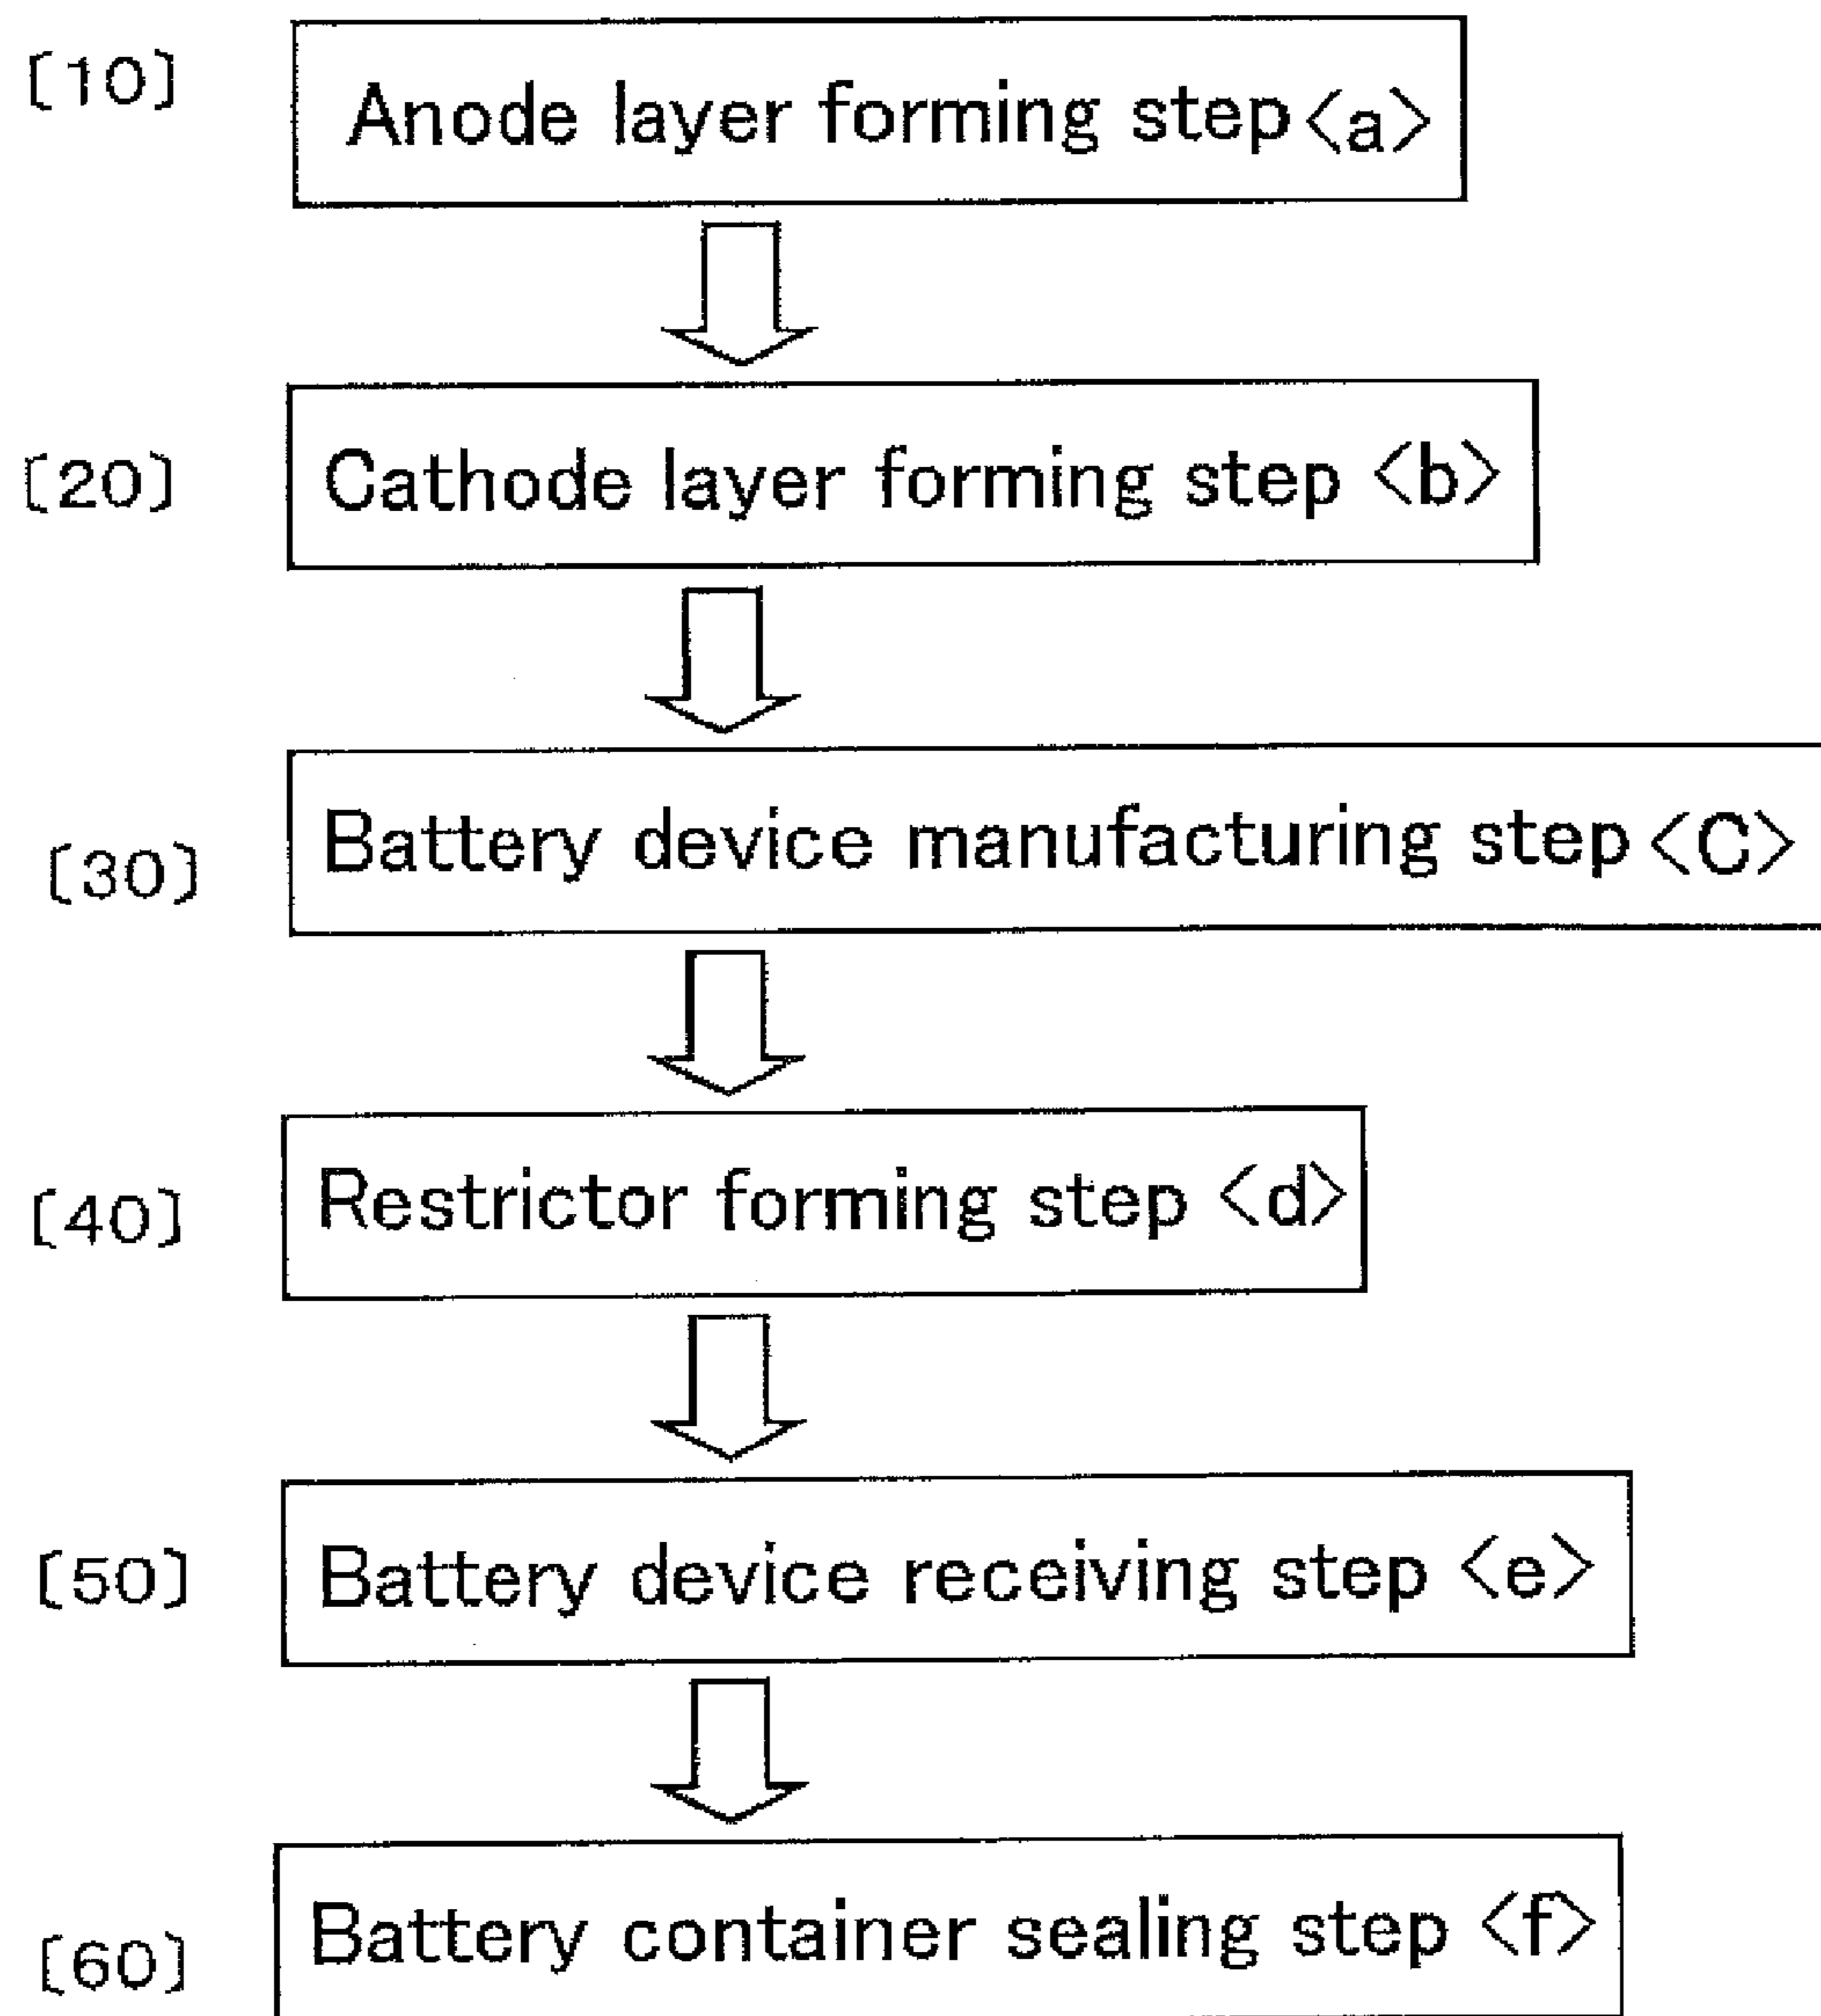 〔10〕 Anode layer forming step<a>
〔20〕 Cathode layer forming step <b>
〔30〕 Battery device manufacturing step<C>
〔40〕 Restrictor forming step <d>
〔50〕 Battery device receiving step <e>
〔60〕 Battery container sealing step <f>